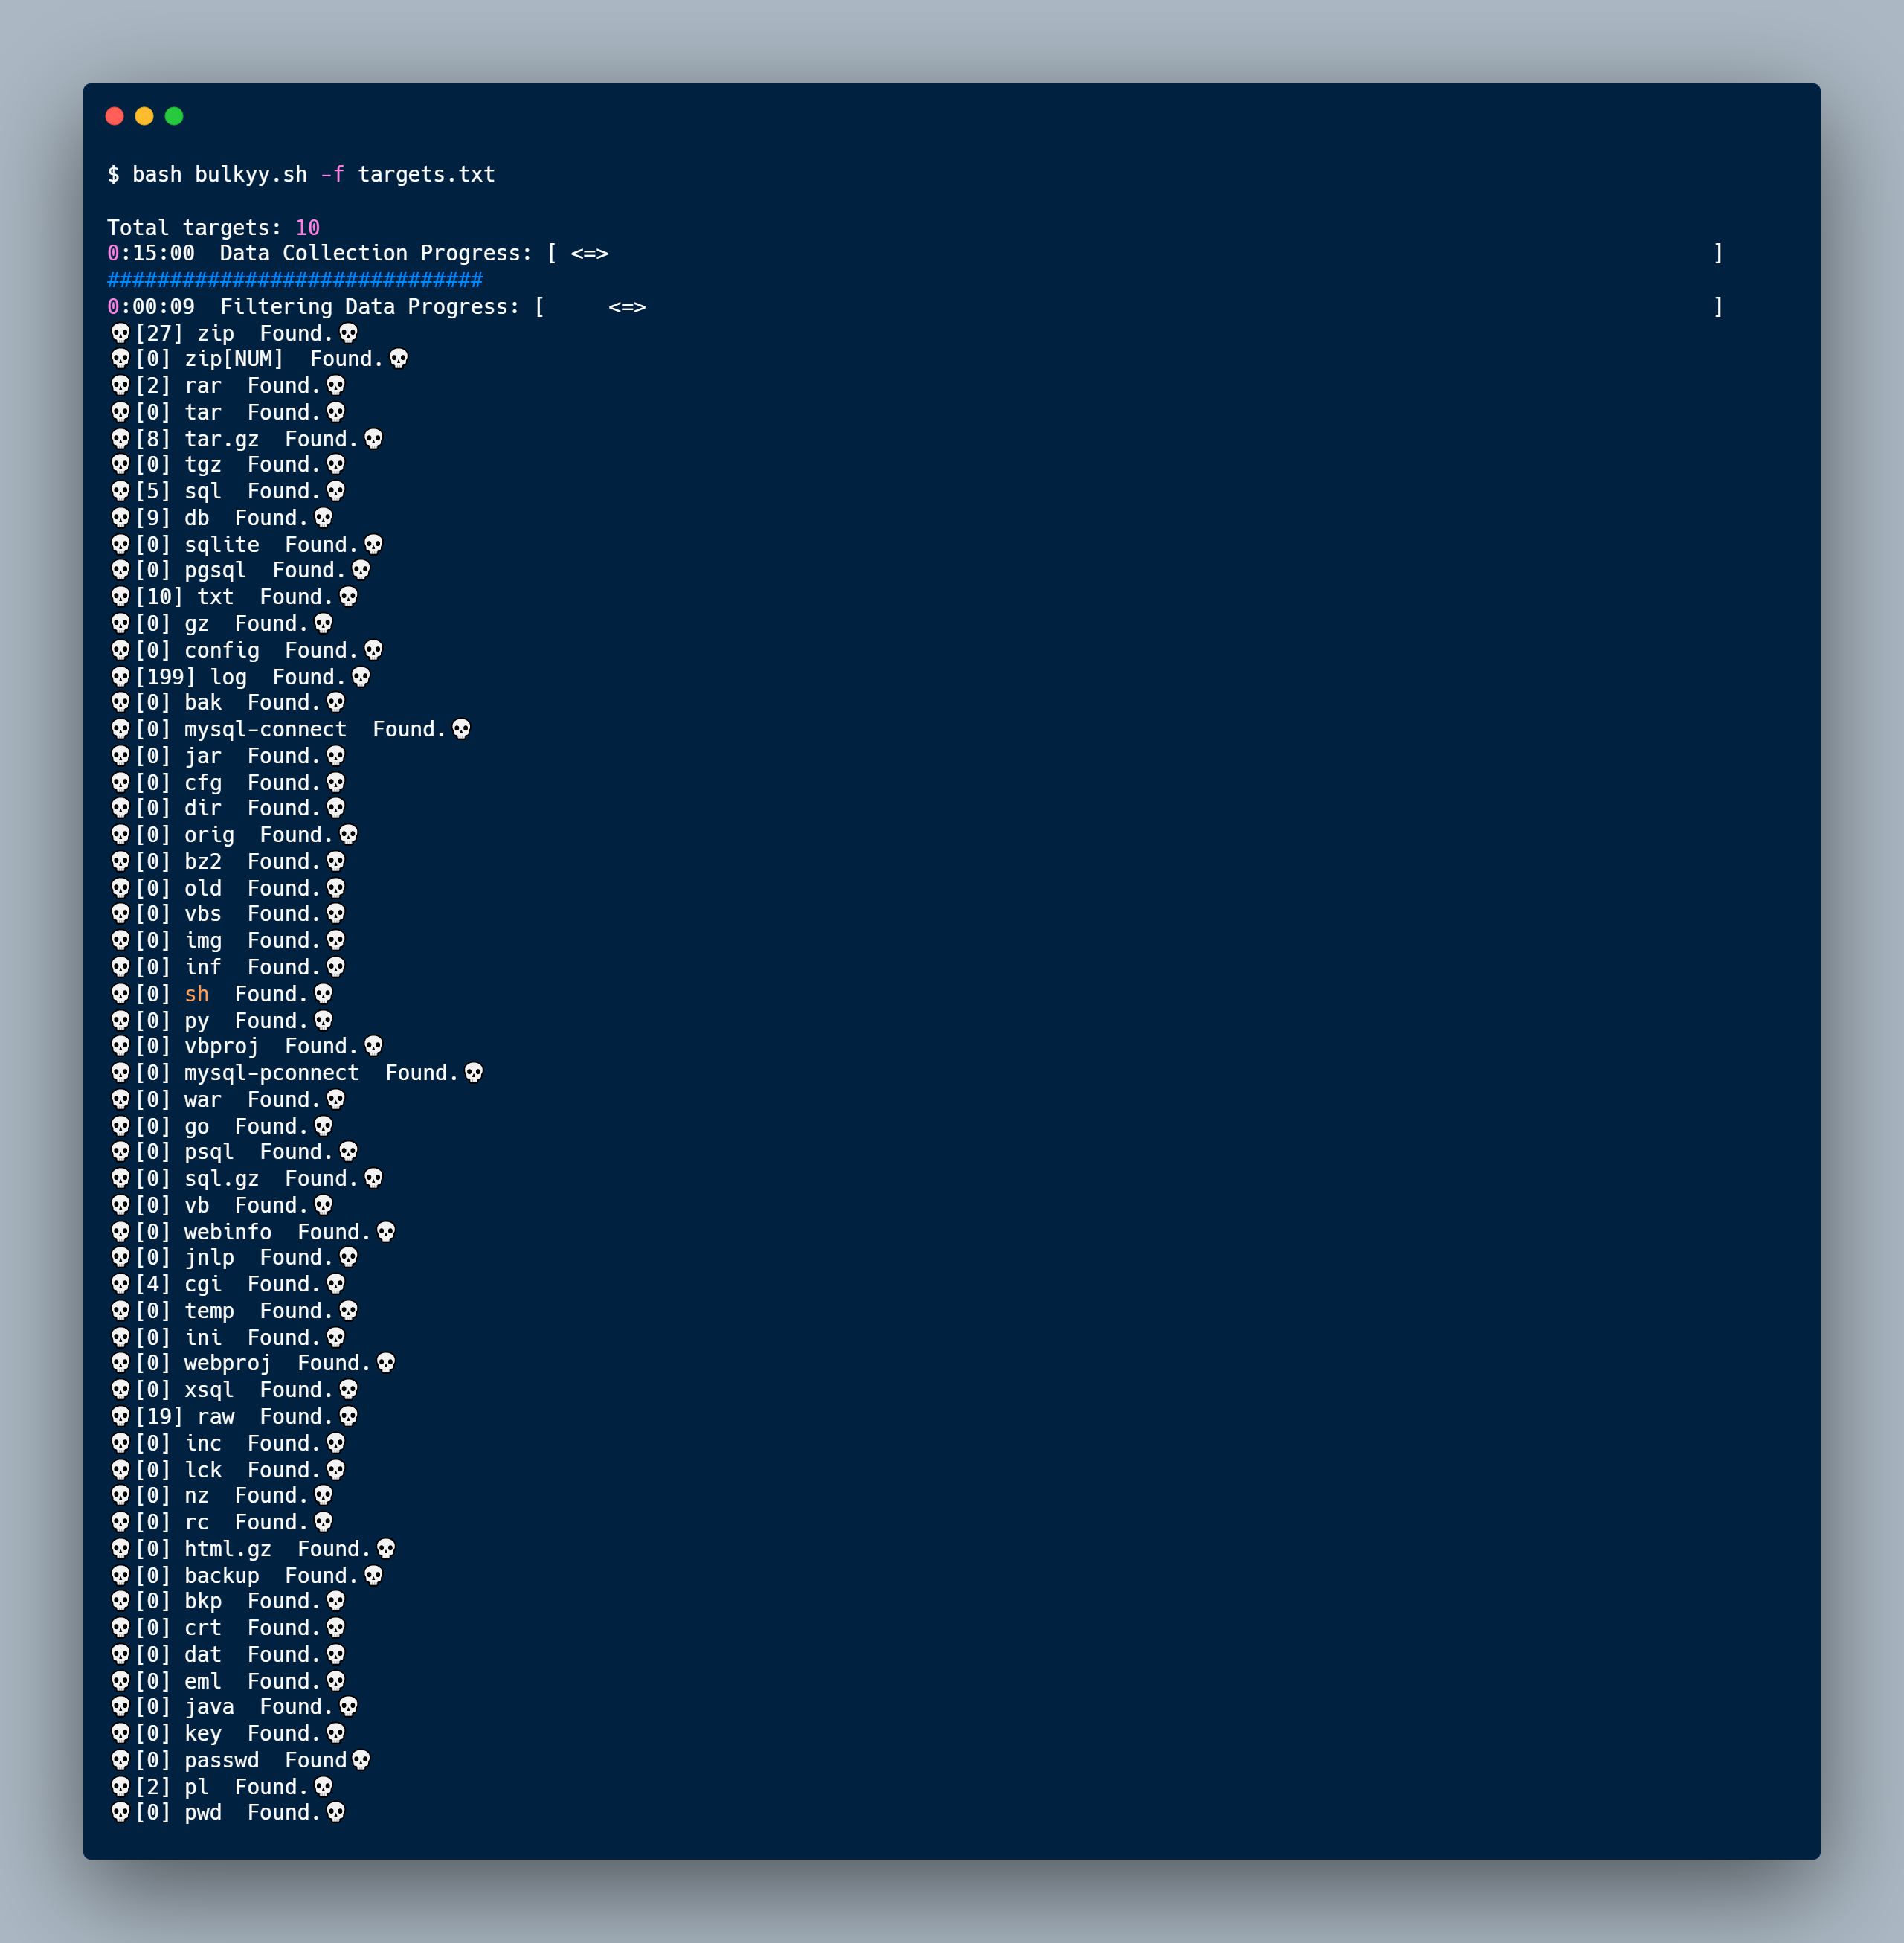 $ bash bulkyy.sh -f targets.txt
Total targets: 10
0:15:00  Data Collection Progress: [ <=>                                                                                        ]
##############################
0:00:09  Filtering Data Progress: [     <=>                                                                                     ]
💀[27] zip  Found.💀
💀[0] zip[NUM]  Found.💀
💀[2] rar  Found.💀
💀[0] tar  Found.💀
💀[8] tar.gz  Found.💀
💀[0] tgz  Found.💀
💀[5] sql  Found.💀
💀[9] db  Found.💀
💀[0] sqlite  Found.💀
💀[0] pgsql  Found.💀
💀[10] txt  Found.💀
💀[0] gz  Found.💀
💀[0] config  Found.💀
💀[199] log  Found.💀
💀[0] bak  Found.💀
💀[0] mysql-connect  Found.💀
💀[0] jar  Found.💀
💀[0] cfg  Found.💀
💀[0] dir  Found.💀
💀[0] orig  Found.💀
💀[0] bz2  Found.💀
💀[0] old  Found.💀
💀[0] vbs  Found.💀
💀[0] img  Found.💀
💀[0] inf  Found.💀
💀[0] sh  Found.💀
💀[0] py  Found.💀
💀[0] vbproj  Found.💀
💀[0] mysql-pconnect  Found.💀
💀[0] war  Found.💀
💀[0] go  Found.💀
💀[0] psql  Found.💀
💀[0] sql.gz  Found.💀
💀[0] vb  Found.💀
💀[0] webinfo  Found.💀
💀[0] jnlp  Found.💀
💀[4] cgi  Found.💀
💀[0] temp  Found.💀
💀[0] ini  Found.💀
💀[0] webproj  Found.💀
💀[0] xsql  Found.💀
💀[19] raw  Found.💀
💀[0] inc  Found.💀
💀[0] lck  Found.💀
💀[0] nz  Found.💀
💀[0] rc  Found.💀
💀[0] html.gz  Found.💀
💀[0] backup  Found.💀
💀[0] bkp  Found.💀
💀[0] crt  Found.💀
💀[0] dat  Found.💀
💀[0] eml  Found.💀
💀[0] java  Found.💀
💀[0] key  Found.💀
💀[0] passwd  Found💀
💀[2] pl  Found.💀
💀[0] pwd  Found.💀